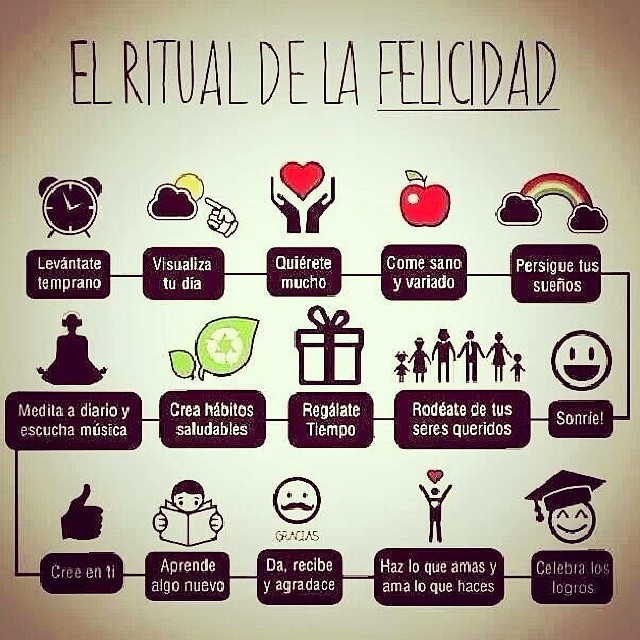 EL RITUAL DE LA FELICIDAD
Levántate
temprano
Visualiza
tu día
Quiérete
mucho
Come sano
y variado
Persigue tus
sueños
Medita a diario y
escucha música
Crea hábitos
saludables
Regálate
Tiempo
Rodéate de tus
seres queridos
Sonríe!
GRACIAS
Cree en ti
Aprende
algo nuevo
Da, recibe
y agradace
Haz lo que amas y
ama lo que haces
Celebra los
logros